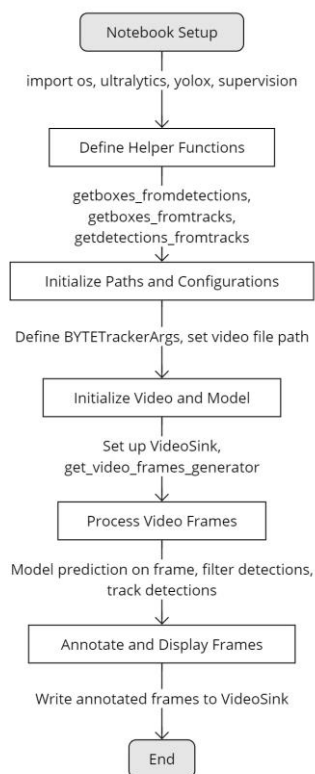 Notebook Setup
import os, ultralytics, yolox, supervision
Define Helper Functions
getboxes_fromdetections,
getboxes_fromtracks,
getdetections_fromtracks
Initialize Paths and Configurations
Define BYTETrackerArgs, set video file path
Initialize Video and Model
Set up VideoSink,
get_video_frames_generator
Process Video Frames
Model prediction on frame, filter detections,
track detections
Annotate and Display Frames
Write annotated frames to VideoSink
End